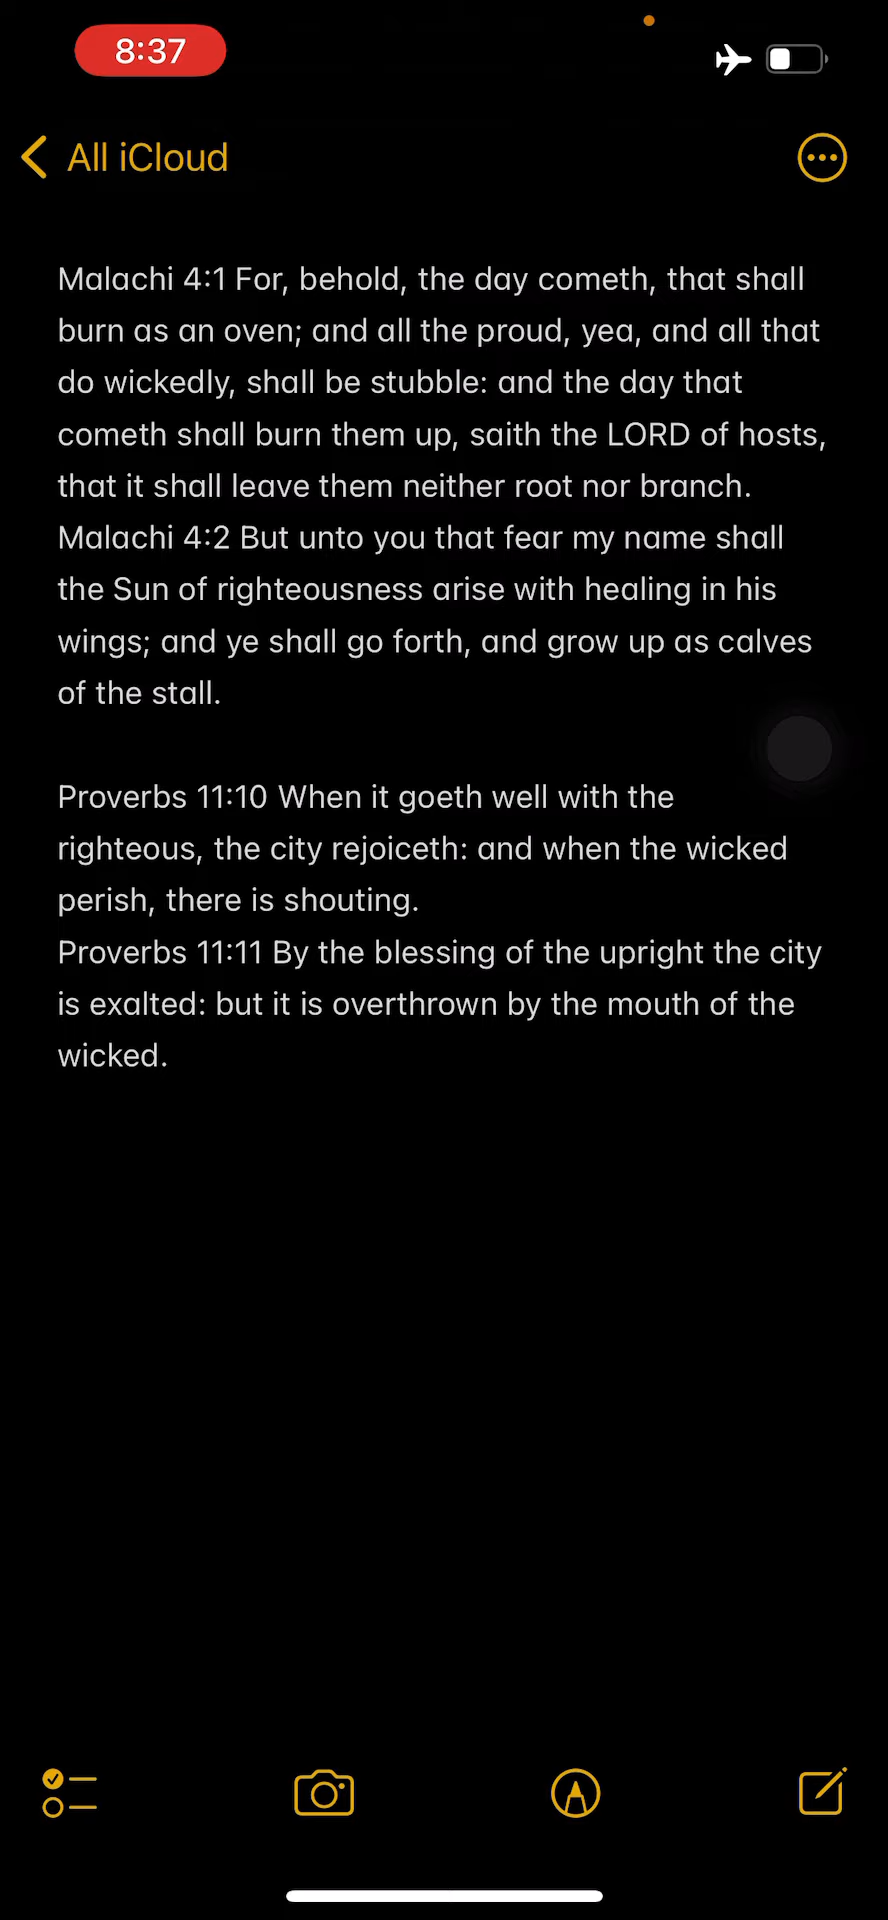 8:37
All iCloud
Malachi 4:1 For, behold, the day cometh, that shall
burn as an oven; and all the proud, yea, and all that
do wickedly, shall be stubble: and the day that
cometh shall burn them up, saith the LORD of hosts,
that it shall leave them neither root nor branch.
Malachi 4:2 But unto you that fear my name shall
the Sun of righteousness arise with healing in his
wings; and ye shall go forth, and grow up as calves
of the stall.
Proverbs 11:10 When it goeth well with the
righteous, the city rejoiceth: and when the wicked
perish, there is shouting.
Proverbs 11:11 By the blessing of the upright the city
is exalted: but it is overthrown by the mouth of the
wicked.